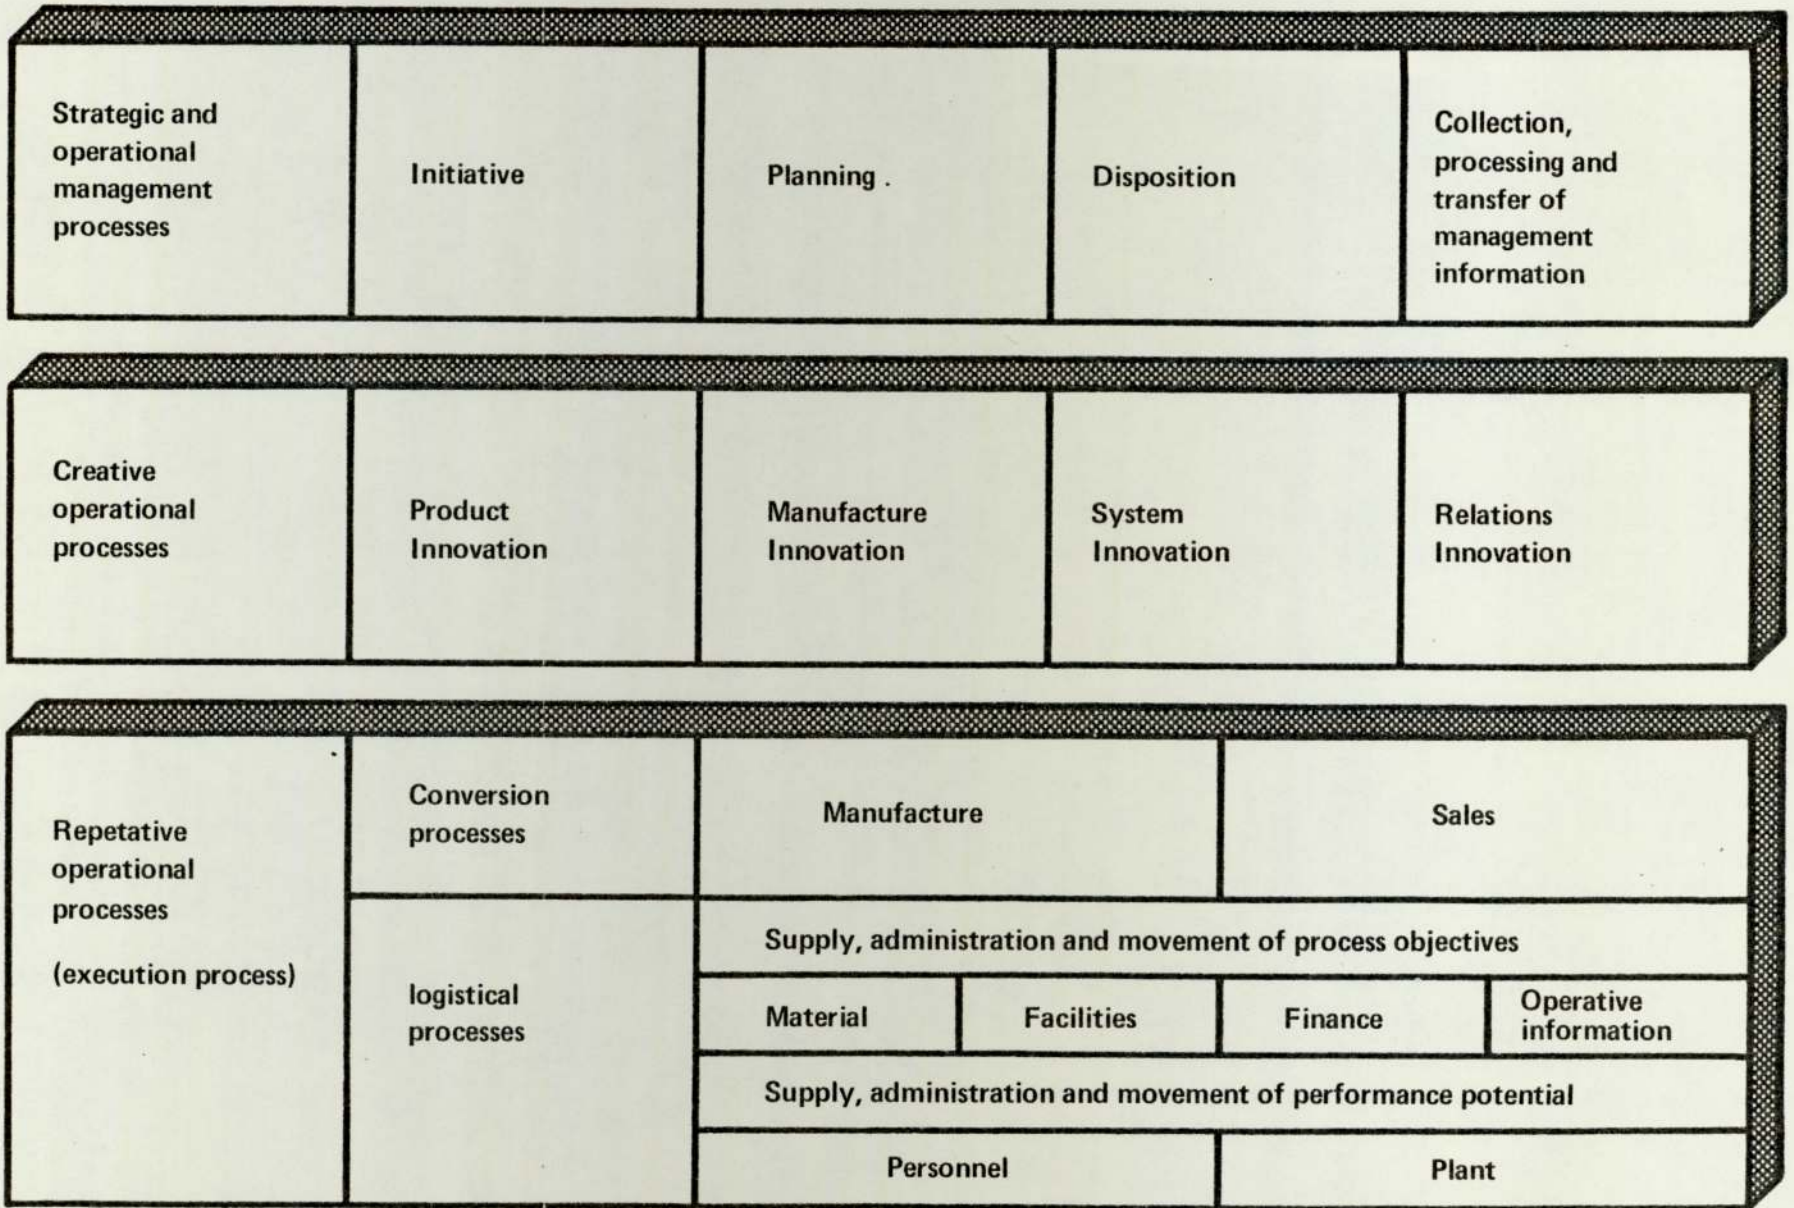 Strategic and
operational
management
processes
Initiative
Planning .
Disposition
Collection,
processing and
transfer of
management
information
Creative
operational
processes
Product
Innovation
Manufacture
Innovation
System
Innovation
Relations
Innovation
Repetative
operational
processes
(execution process)
Conversion
processes
Manufacture
Sales
logistical
processes
Supply, administration and movement of process objectives
Material
Facilities
Finance
Operative
information
Supply, administration and movement of performance potential
Personnel
Plant